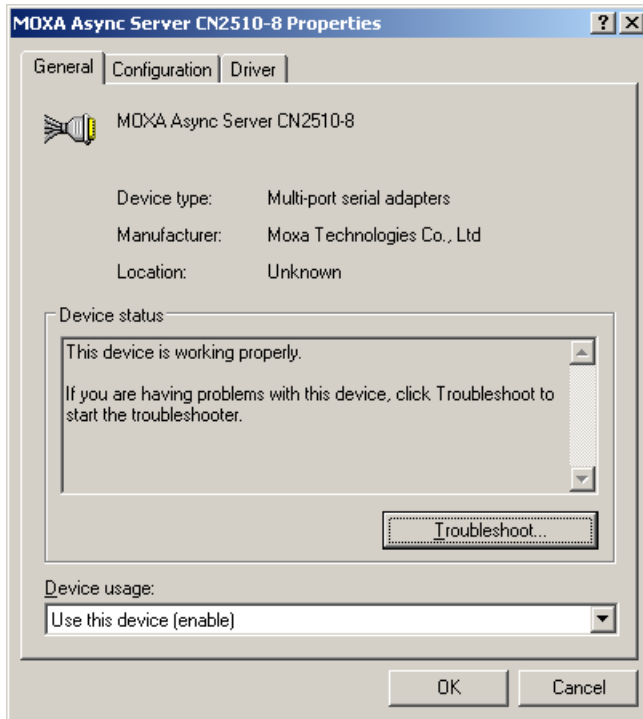 MOXA Async Server CN2510-8 Properties
General Configuration Driver
MOXA Async Server CN2510-8
Device type: Multi-port serial adapters
Manufacturer: Moxa Technologies Co., Ltd
Location: Unknown
Device status
This device is working properly.
If you are having problems with this device, click Troubleshoot to
start the troubleshooter.
Troubleshoot...
Device usage:
Use this device (enable)
OK Cancel